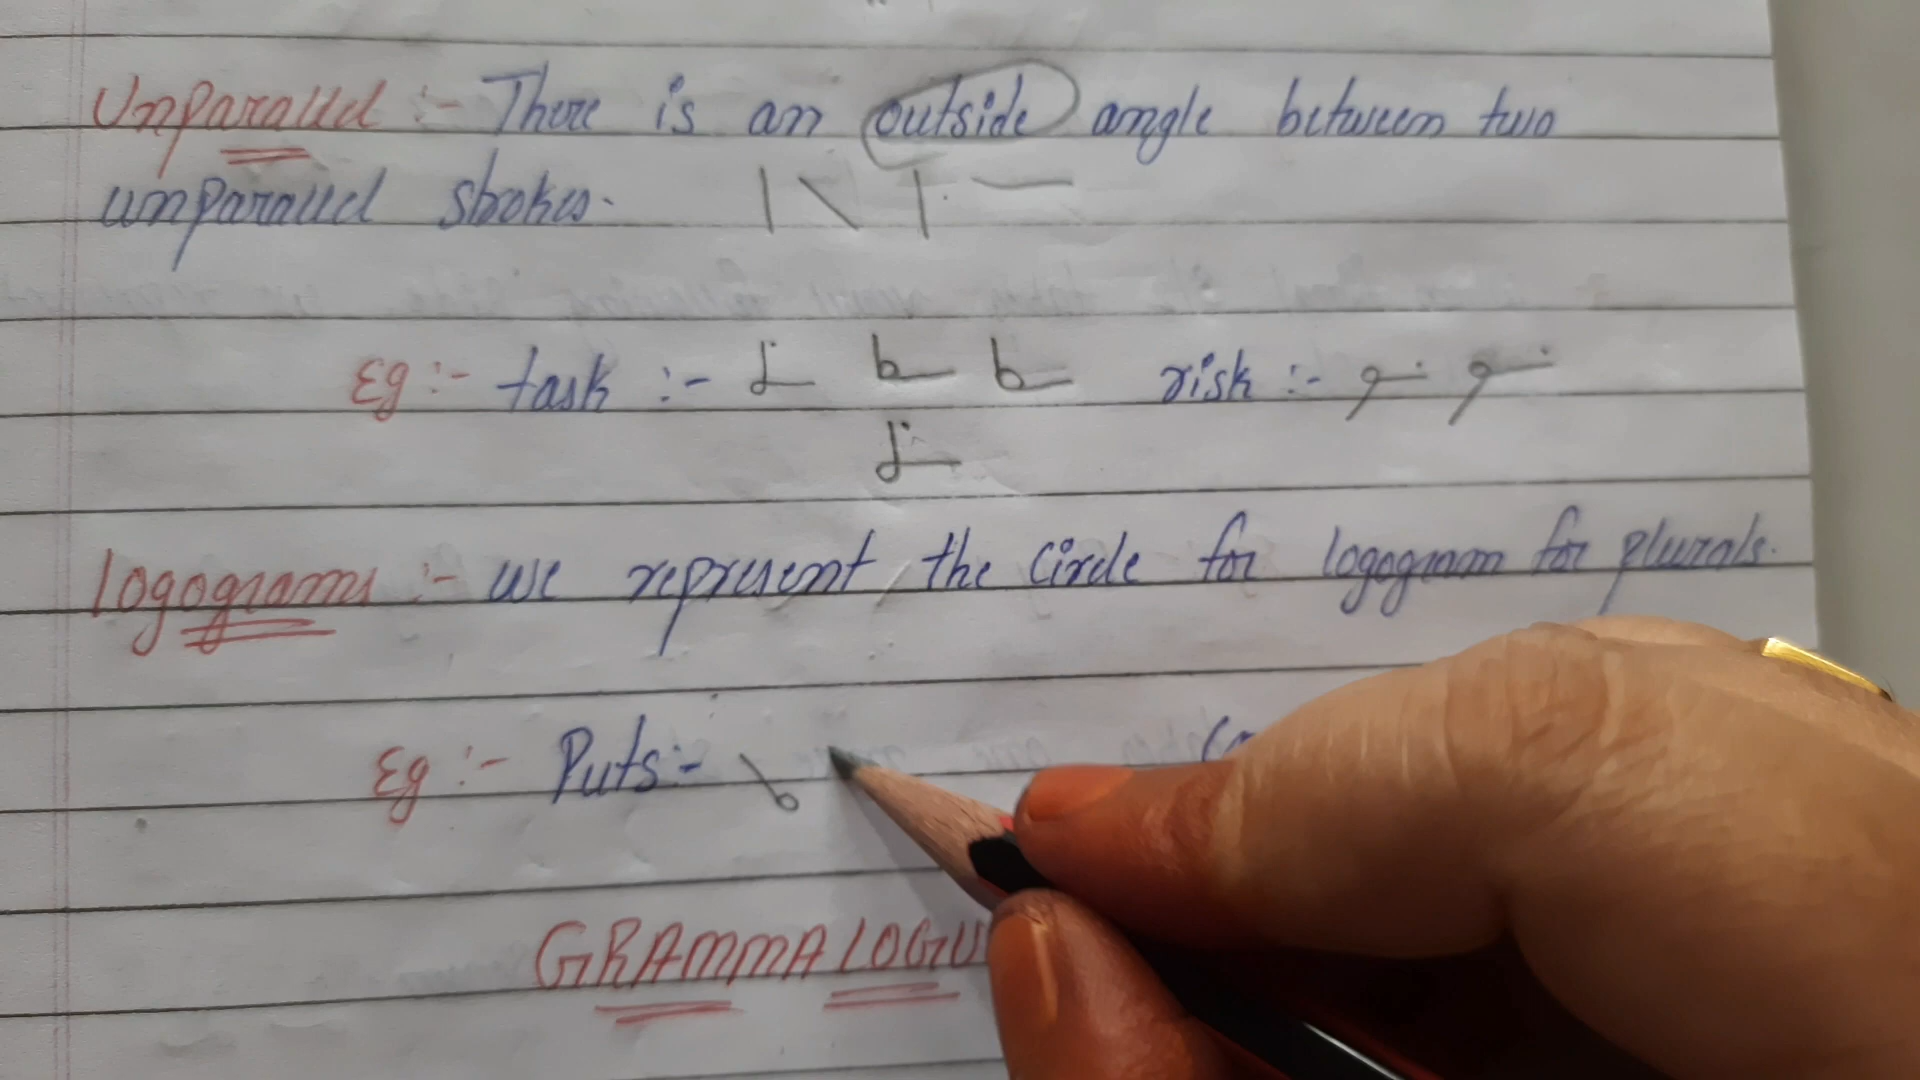 Unparallel :- There is an outside angle between two
unparallel strokes.
Eg :- task :- risk :-
Logograms :- we represent the circle for logogram for plurals.
Eg :- Puts :-
GRAMMALOGU